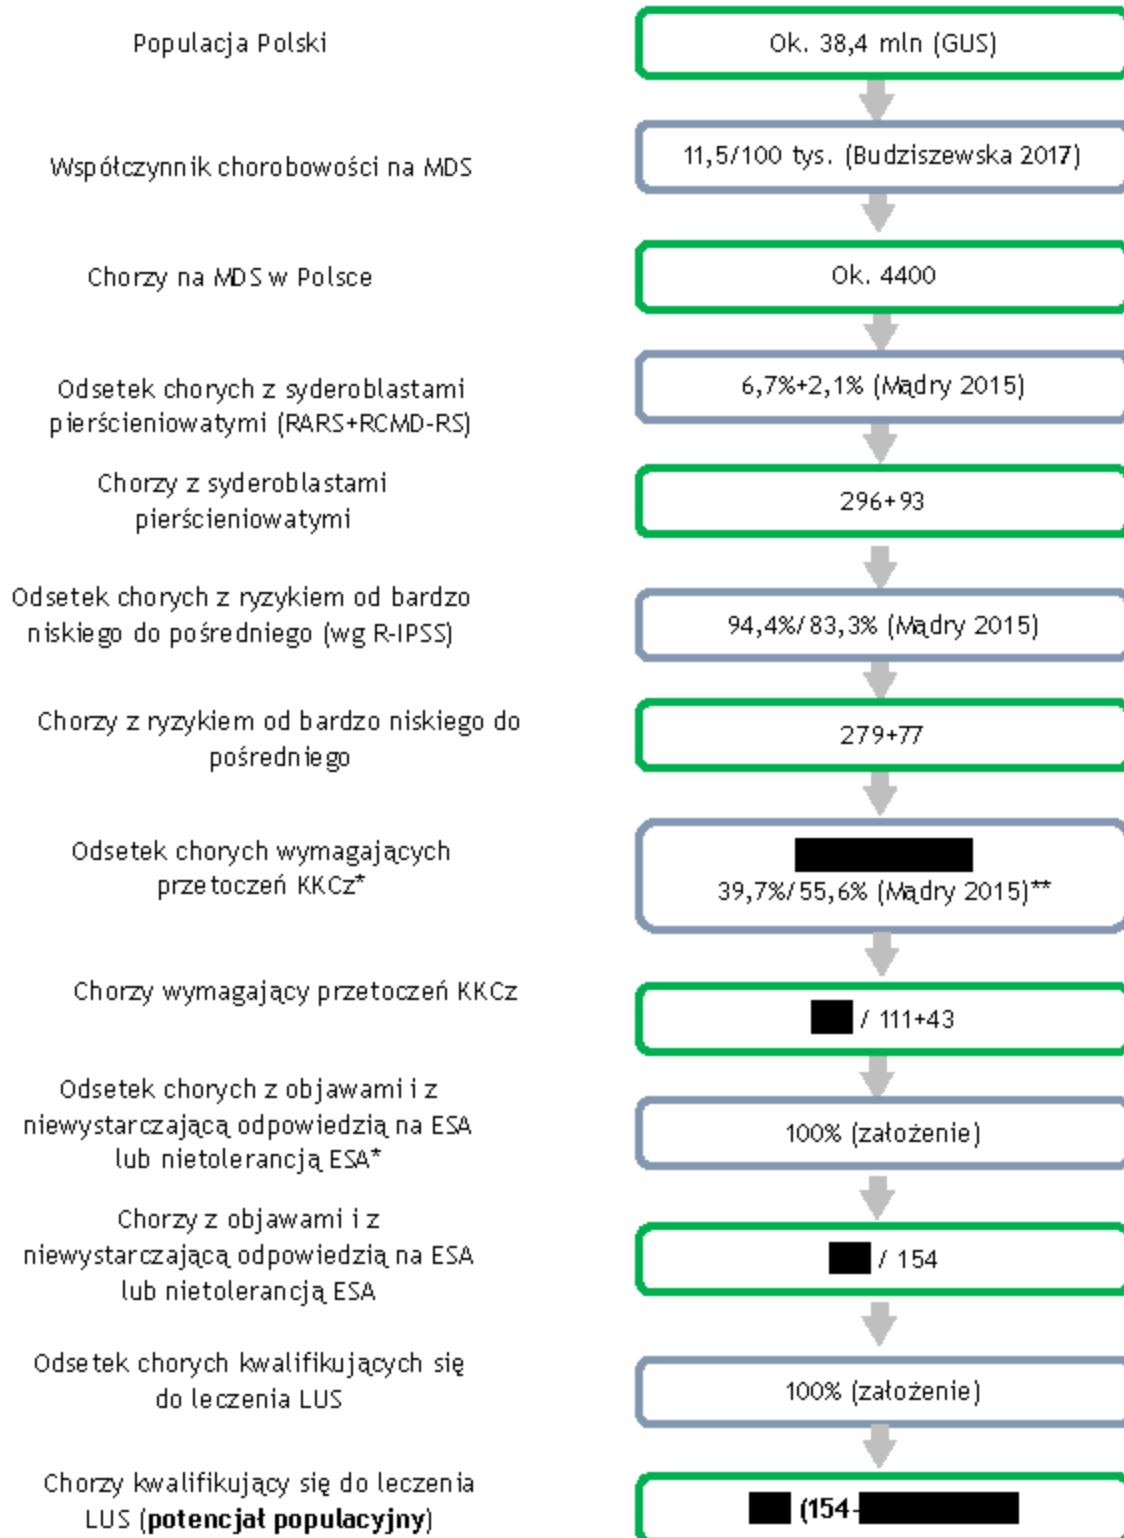 Populacja Polski
Ok. 38,4 mln (GUS)
Współczynnik chorobowości na MDS
11,5/100 tys. (Budziszewska 2017)
Chorzy na MDS w Polsce
Ok. 4400
Odsetek chorych z syderoblastami
pierścieniowatymi (RARS+RCMD-RS)
6,7%+2,1% (Mądry 2015)
Chorzy z syderoblastami
pierścieniowatymi
296+93
Odsetek chorych z ryzykiem od bardzo
niskiego do pośredniego (wg R-IPSS)
94,4%/83,3% (Mądry 2015)
Chorzy z ryzykiem od bardzo niskiego do
pośredniego
279+77
Odsetek chorych wymagających
przetoczeń KKCz*
39,7%/55,6% (Mądry 2015)**
Chorzy wymagający przetoczeń KKCz
/ 111+43
Odsetek chorych z objawami i z
niewystarczającą odpowiedzią na ESA
lub nietolerancją ESA*
100% (założenie)
Chorzy z objawami i z
niewystarczającą odpowiedzią na ESA
lub nietolerancją ESA
/ 154
Odsetek chorych kwalifikujących się
do leczenia LUS
100% (założenie)
Chorzy kwalifikujący się do leczenia
LUS (potencjał populacyjny)
(154-